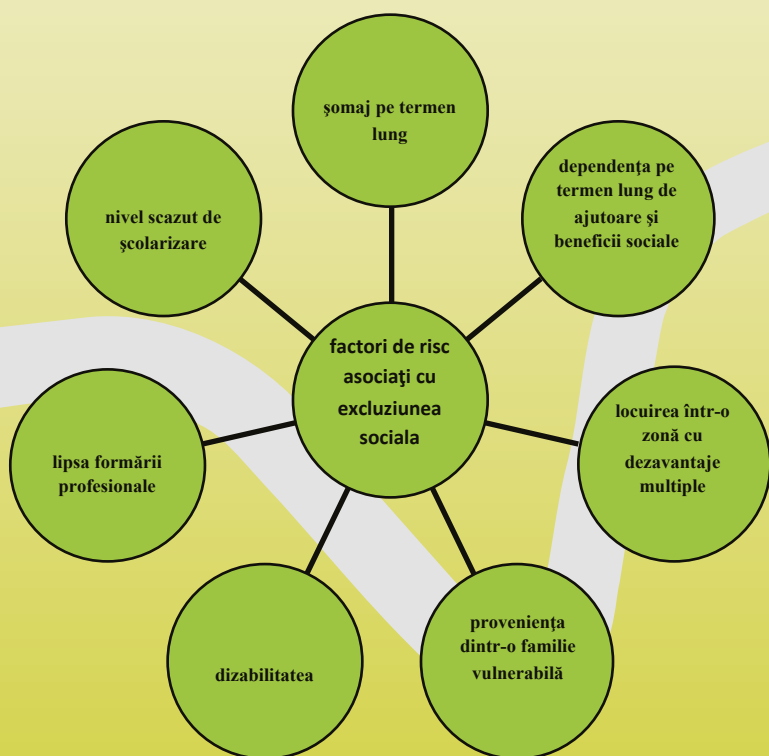 şomaj pe termen
lung
dependenţa pe
termen lung de
ajutoare şi
beneficii sociale
nivel scazut de
şcolarizare
factori de risc
asociaţi cu
excluziunea
sociala
locuirea într-o
zonă cu
dezavantaje
multiple
lipsa formării
profesionale
provenienţa
dintr-o familie
vulnerabilă
dizabilitatea